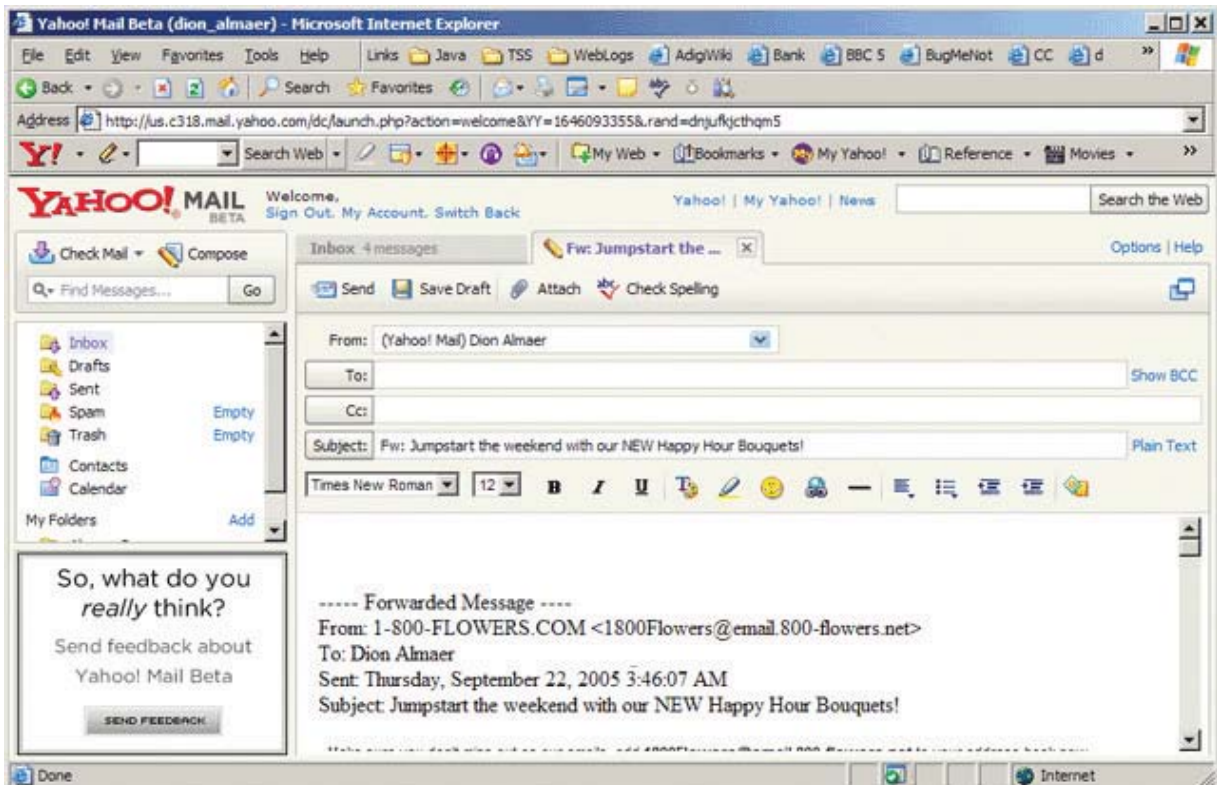 Yahoo! Mail Beta (dion_almaer) - Microsoft Internet Explorer
File Edit View Favorites Tools Help Links Java TSS WebLogs AdigWiki Bank BBC 5 BugMeNot CC d »
Back Search Favorites
Address http://us.c318.mail.yahoo.com/dc/launch.php?action=welcome&YY=1646093355&.rand=dnjufkjcthqm5
Y! Search Web My Web Bookmarks My Yahoo! Reference Movies »
YAHOO! MAIL BETA
Welcome,
Sign Out. My Account. Switch Back
Yahoo! | My Yahoo! | News Search the Web
Check Mail Compose
Inbox 4 messages Fw: Jumpstart the ... Options | Help
Find Messages... Go
Send Save Draft Attach Check Spelling
Inbox
Drafts
Sent
Spam Empty
Trash Empty
Contacts
Calendar
My Folders Add
From: (Yahoo! Mail) Dion Almaer
To: Show BCC
Cc:
Subject: Fw: Jumpstart the weekend with our NEW Happy Hour Bouquets! Plain Text
Times New Roman 12 B I U
So, what do you
really think?
Send feedback about
Yahoo! Mail Beta
SEND FEEDBACK
----- Forwarded Message ----
From: 1-800-FLOWERS.COM <1800Flowers@email.800-flowers.net>
To: Dion Almaer
Sent: Thursday, September 22, 2005 3:46:07 AM
Subject: Jumpstart the weekend with our NEW Happy Hour Bouquets!
Done Internet